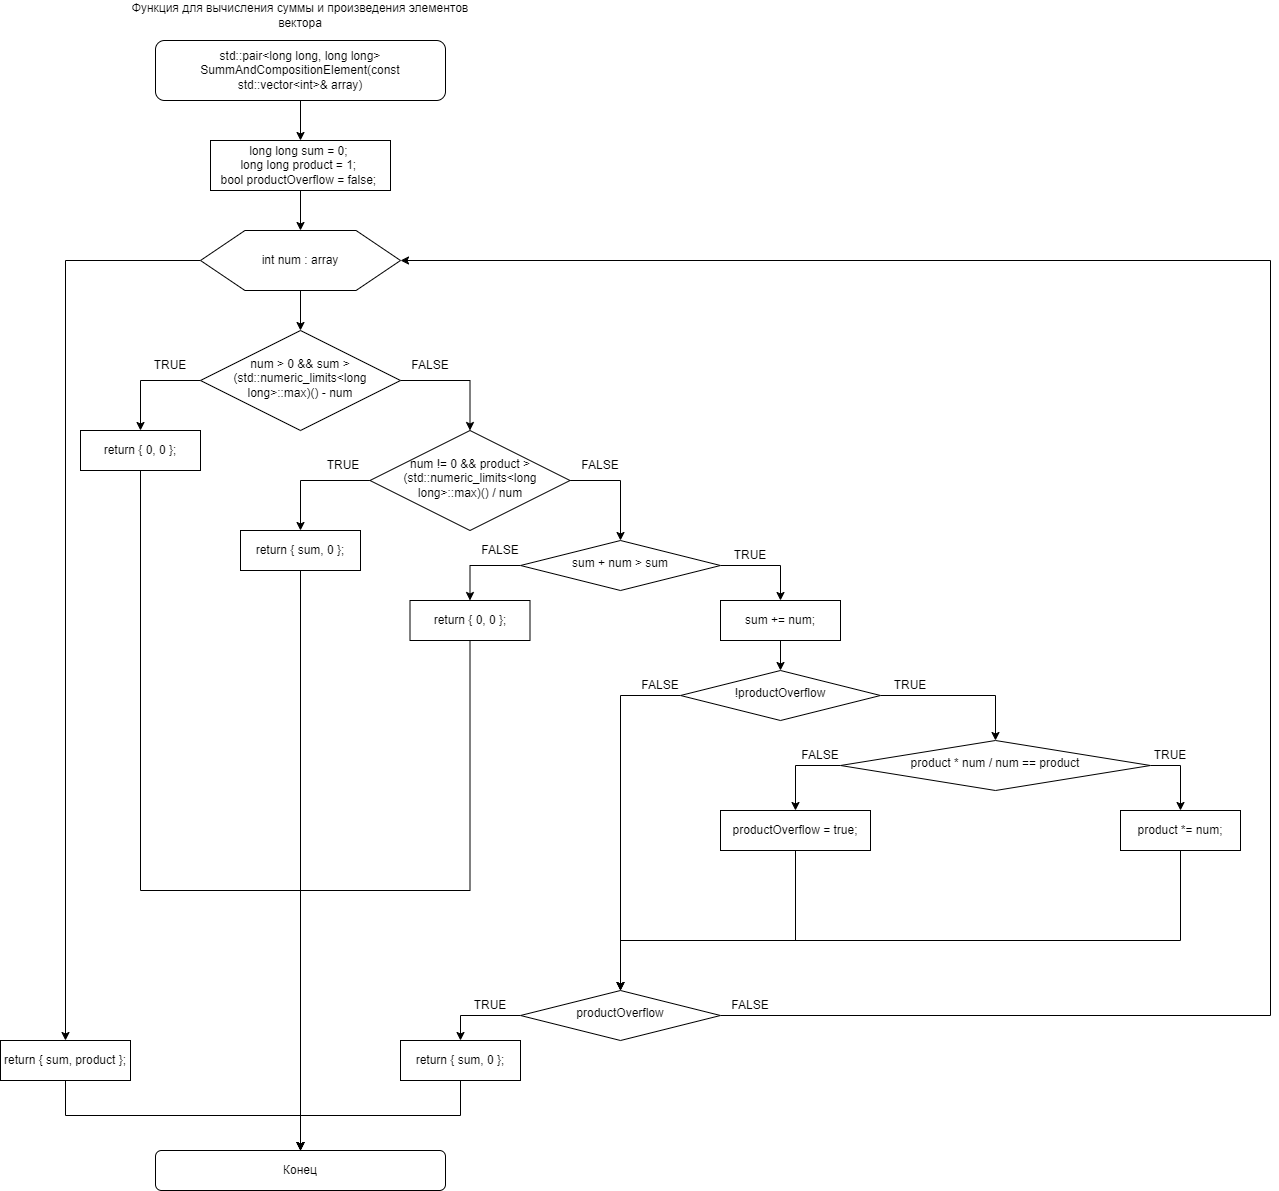 Функция для вычисления суммы и произведения элементов
вектора
std::pair<long long, long long>
SummAndCompositionElement(const
std::vector<int>& array)
long long sum = 0;
long long product = 1;
bool productOverflow = false;
int num : array
TRUE
num > 0 && sum >
(std::numeric_limits<long
long>::max)() - num
FALSE
return { 0, 0 };
TRUE
num != 0 && product >
(std::numeric_limits<long
long>::max)() / num
FALSE
return { sum, 0 };
FALSE
sum + num > sum
TRUE
return { 0, 0 };
sum += num;
FALSE
!productOverflow
TRUE
FALSE
product * num / num == product
TRUE
productOverflow = true;
product *= num;
TRUE
productOverflow
FALSE
return { sum, product };
return { sum, 0 };
Конец